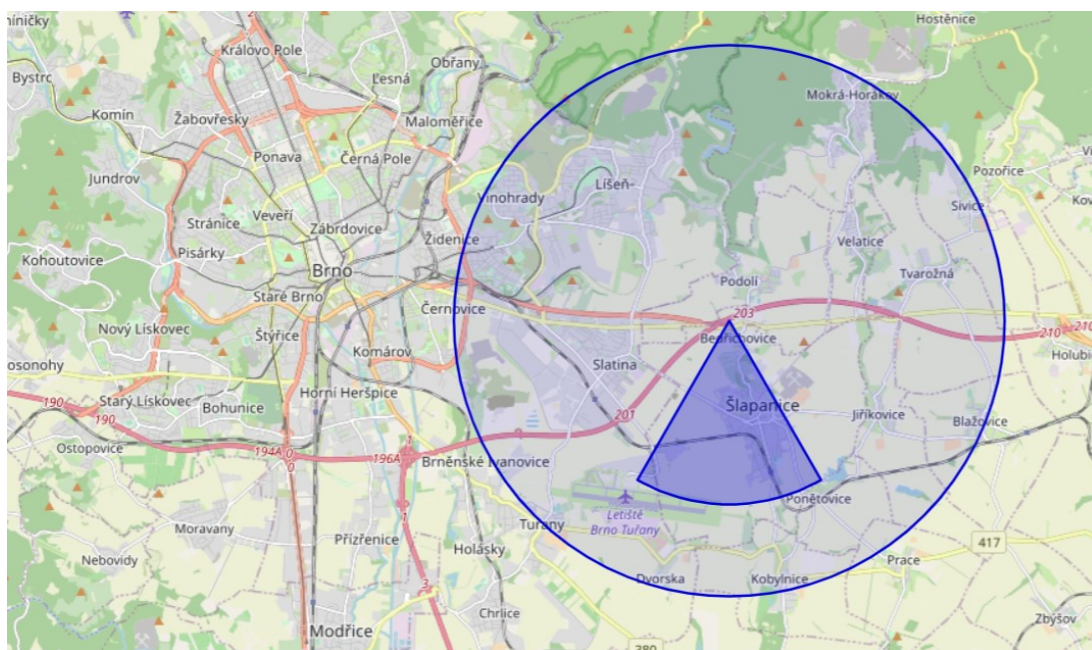 Hostěnice
Královo Pole
Obřany
Bystrc
Lesná
Mokrá-Horákov
Komín
Žabovřesky
Maloměřice
Ponava
Černá Pole
Jundrov
Líšeň-
Pozořice
Vinohrady
Veveří
Sivice
Stránice
Zábrdovice
Židenice
Velatice
Pisárky
Kohoutovice
Brno
Tvarožná
Podolí
Staré Brno
Černovice
203
Nový Lískovec
210
210
Štýřice
Bedřichovice
Komárov
Holubi
Slatina
osonohy
Horní Heršpice
190
Starý Lískovec
Bohunice
Šlapanice
190
201
Jiříkovice
Blažovice
Ostopovice
194A
196A
Brněnské Ivanovice
Ponětovice
Letiště
Brno Tuřany
Moravany
Tuřany
Přízřenice
417
Nebovidy
Holásky
Prace
Dvorska
Kobylnice
Chrlice
Zbýšov
Modřice
380